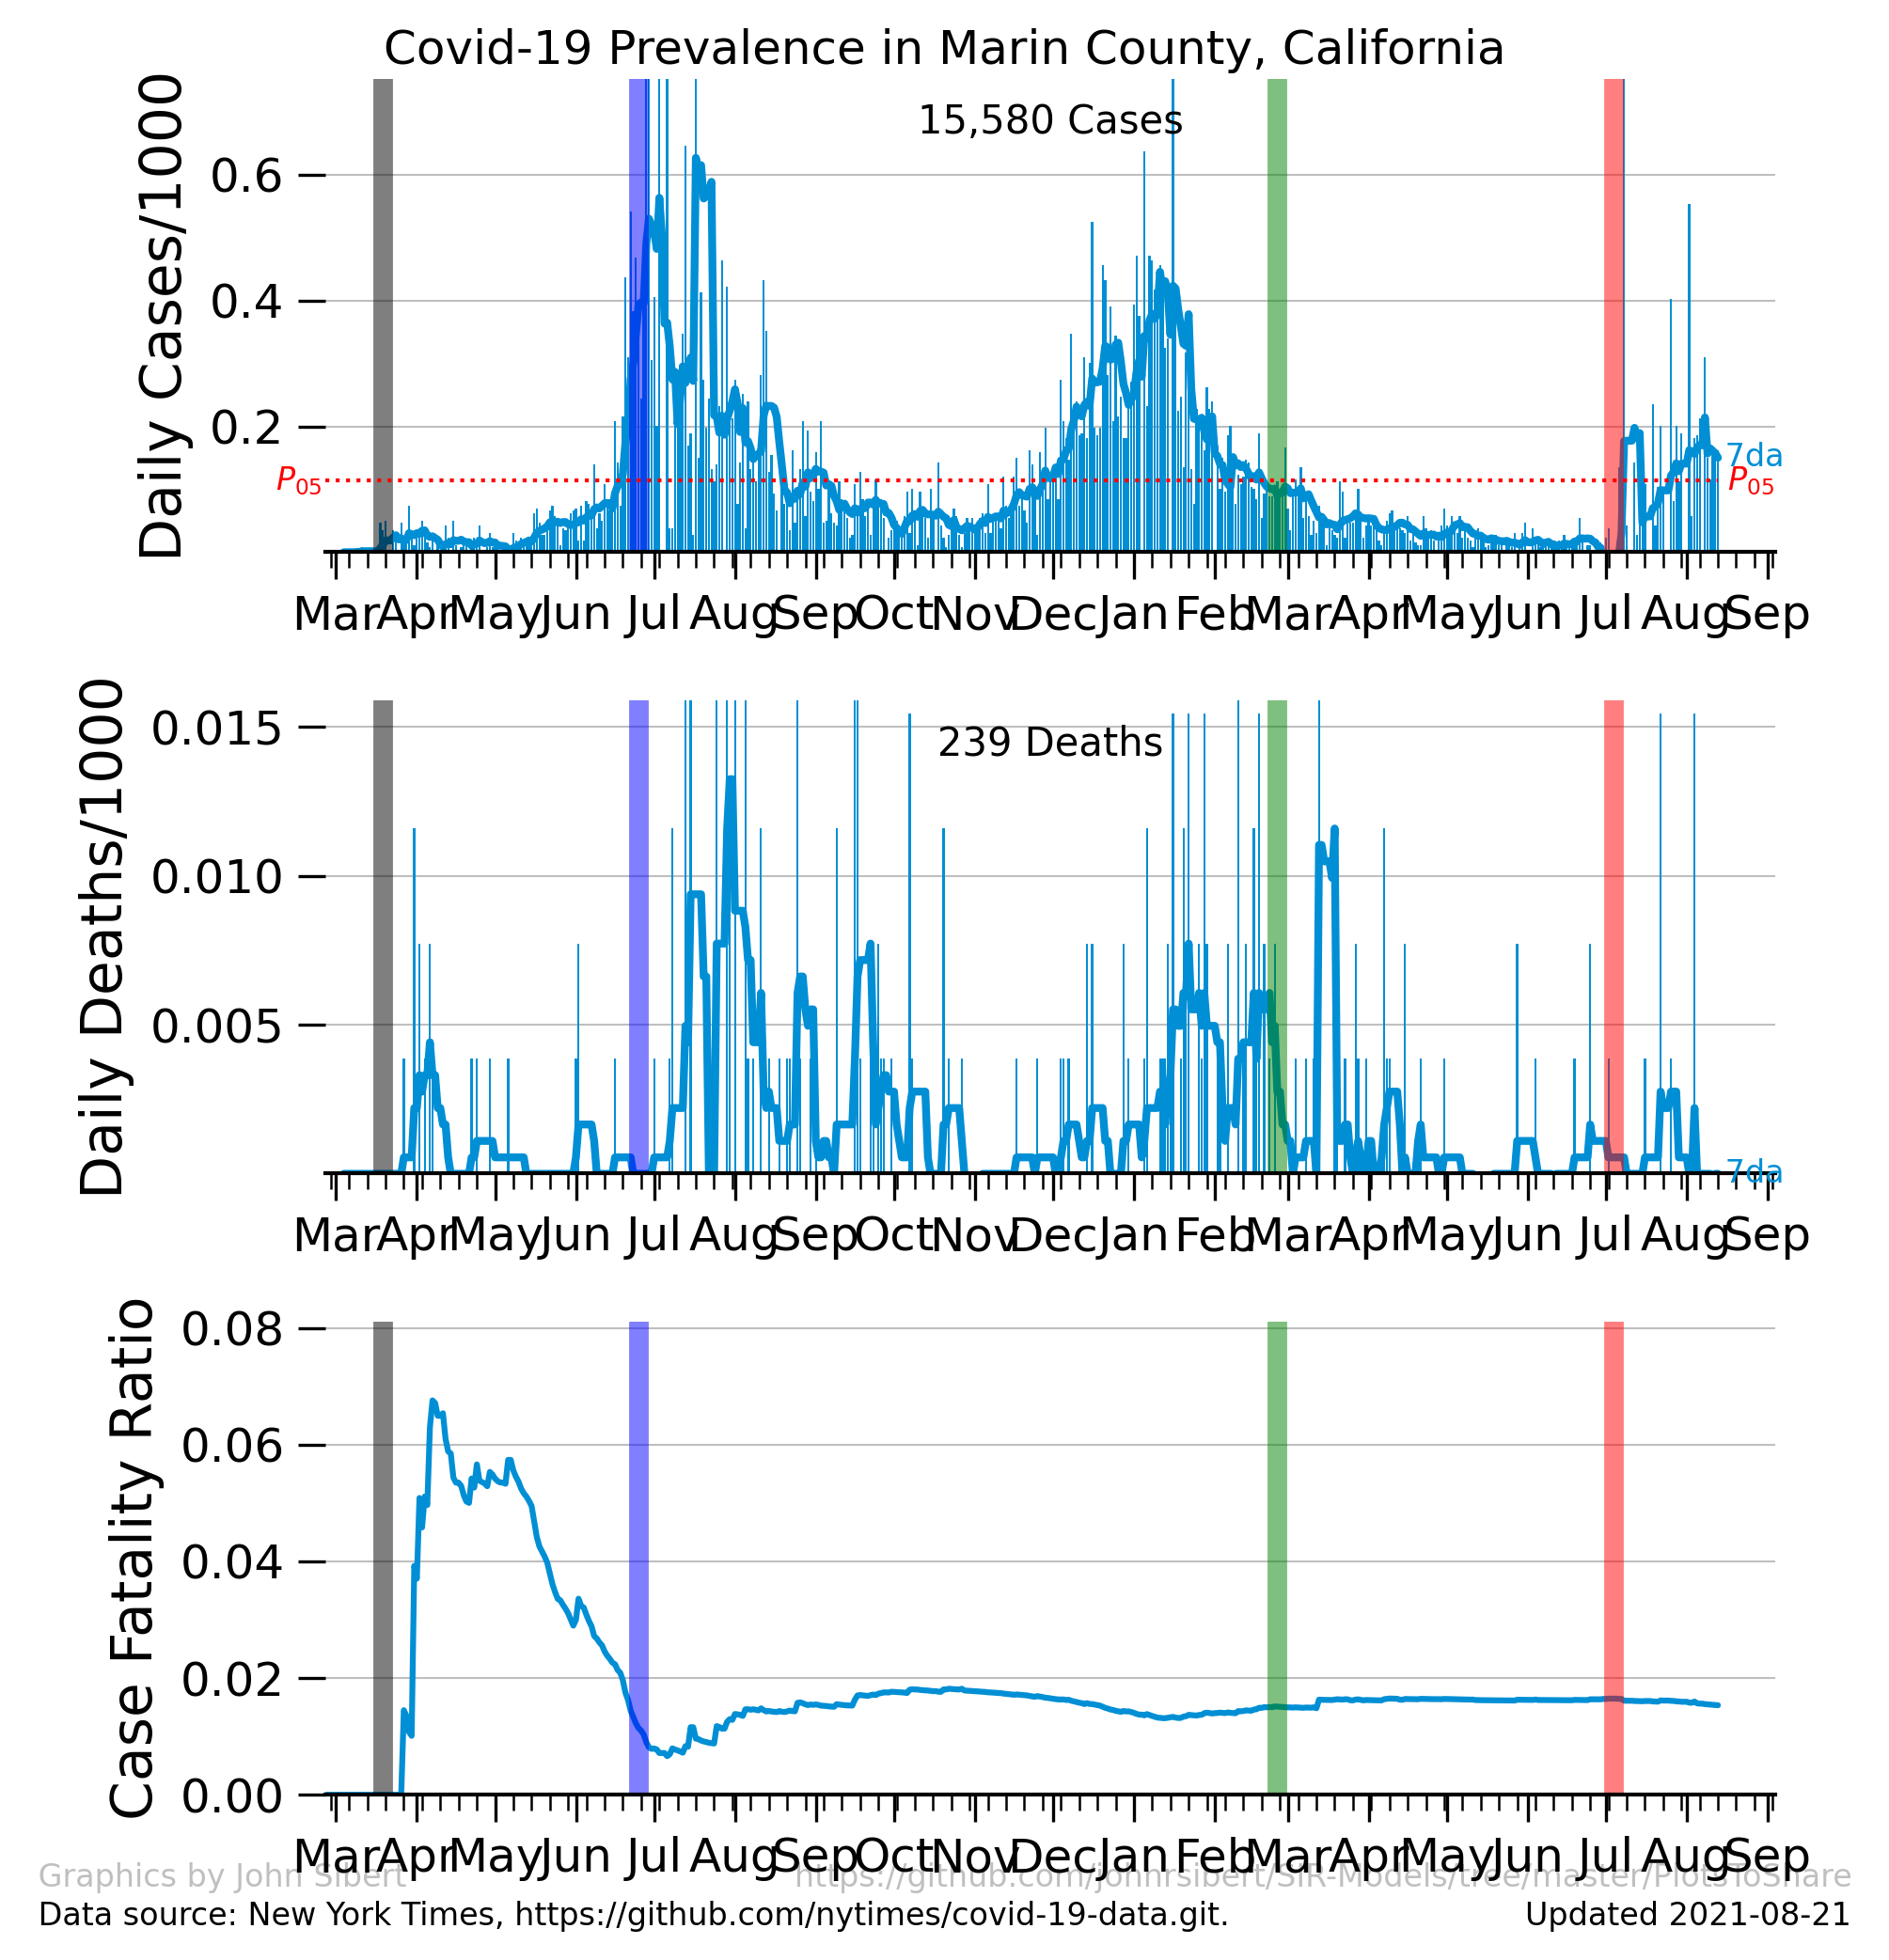 Covid-19 Prevalence in Marin County, California
15,580 Cases
Daily Cases/1000
0.6
0.4
0.2
P05
7da
P05
Mar Apr May Jun Jul Aug Sep Oct Nov Dec Jan Feb Mar Apr May Jun Jul Aug Sep
239 Deaths
Daily Deaths/1000
0.015
0.010
0.005
7da
Mar Apr May Jun Jul Aug Sep Oct Nov Dec Jan Feb Mar Apr May Jun Jul Aug Sep
Case Fatality Ratio
0.08
0.06
0.04
0.02
0.00
Mar Apr May Jun Jul Aug Sep Oct Nov Dec Jan Feb Mar Apr May Jun Jul Aug Sep
Graphics by John Sibert https://github.com/johnrsibert/SIR-Models/tree/master/PlotsToShare
Data source: New York Times, https://github.com/nytimes/covid-19-data.git. Updated 2021-08-21